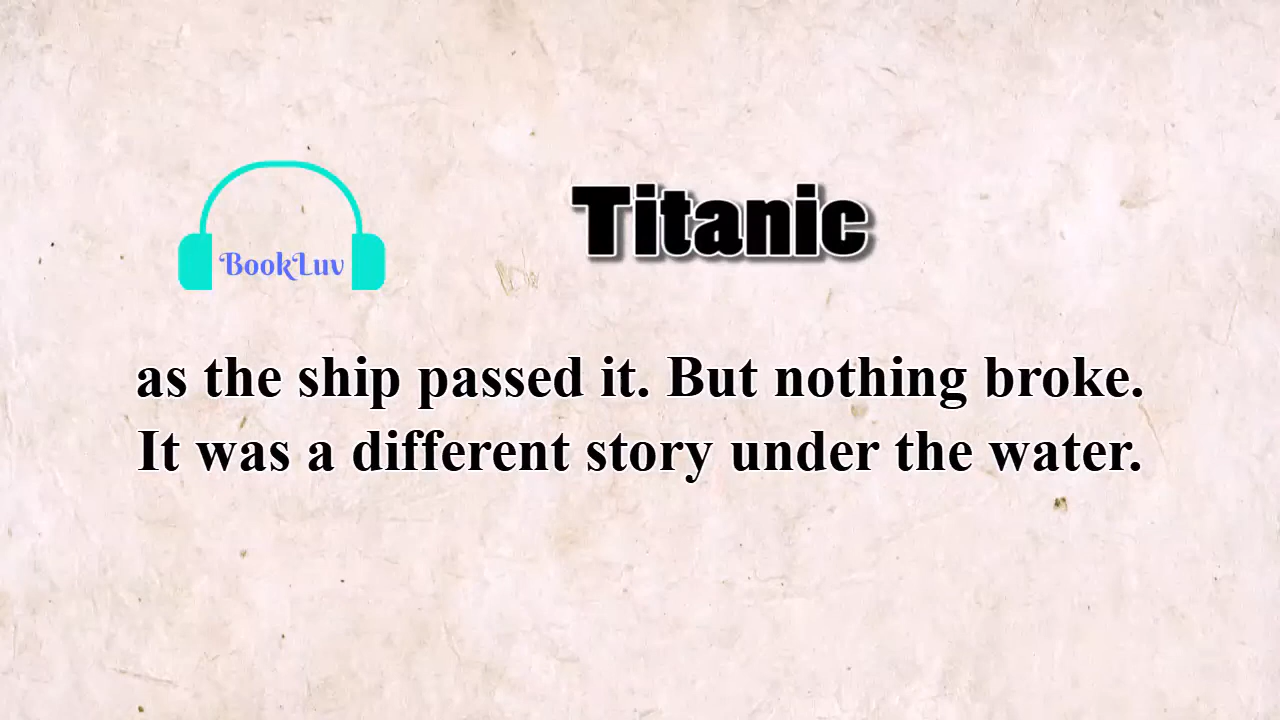 BookLuv
Titanic
as the ship passed it. But nothing broke.
It was a different story under the water.